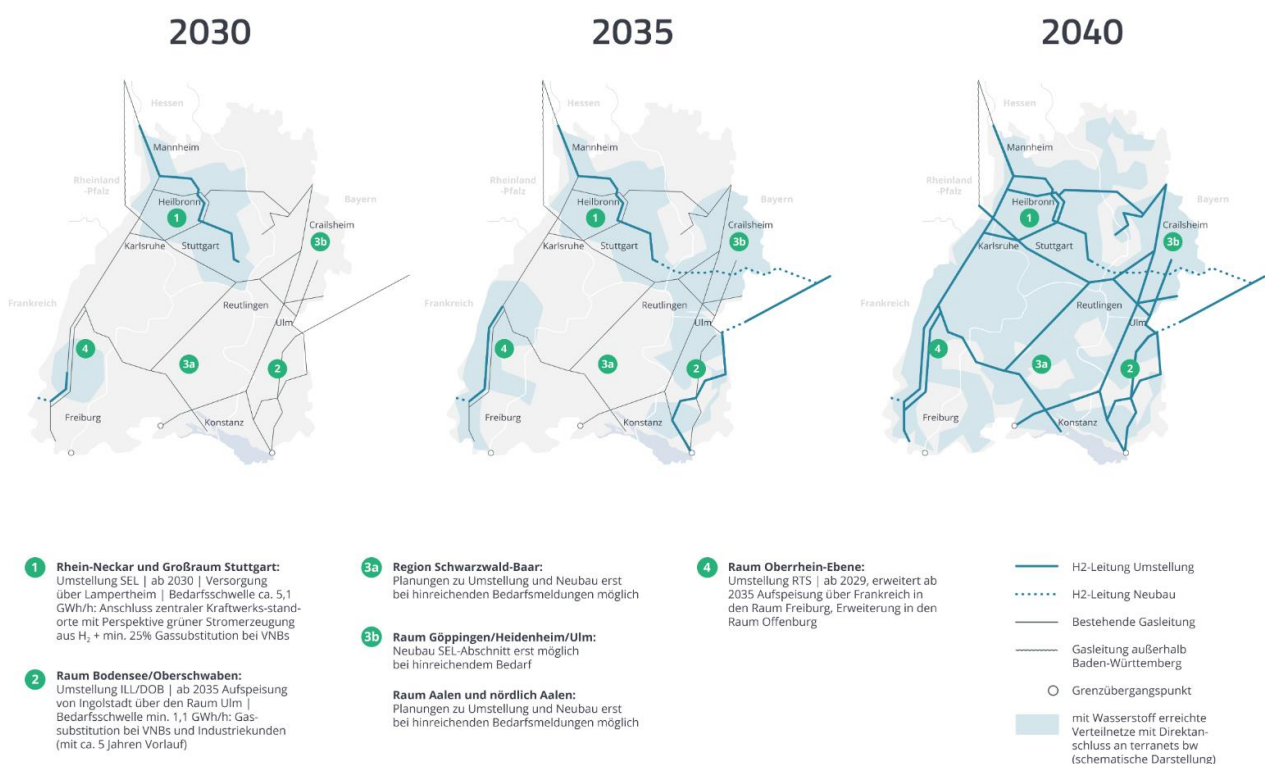 2030
2035
2040
Hessen
Mannheim
Rheinland
-Pfalz
Heilbronn
1
Bayern
Crailsheim
3b
Karlsruhe
Stuttgart
Frankreich
Reutlingen
Ulm
4
3a
2
Freiburg
Konstanz
Hessen
Mannheim
Rheinland
-Pfalz
Heilbronn
1
Bayern
Crailsheim
3b
Karlsruhe
Stuttgart
Frankreich
Reutlingen
Ulm
4
3a
2
Freiburg
Konstanz
Hessen
Mannheim
Rheinland
-Pfalz
Heilbronn
1
Bayern
Crailsheim
3b
Karlsruhe
Stuttgart
Frankreich
Reutlingen
Ulm
4
3a
2
Freiburg
Konstanz
1
Rhein-Neckar und Großraum Stuttgart:
Umstellung SEL | ab 2030 | Versorgung
über Lampertheim | Bedarfsschwelle ca. 5,1
GWh/h: Anschluss zentraler Kraftwerks-stand-
orte mit Perspektive grüner Stromerzeugung
aus H₂ + min. 25% Gassubstitution bei VNBs
2
Raum Bodensee/Oberschwaben:
Umstellung ILL/DOB | ab 2035 Aufspeisung
von Ingolstadt über den Raum Ulm |
Bedarfsschwelle min. 1,1 GWh/h: Gas-
substitution bei VNBs und Industriekunden
(mit ca. 5 Jahren Vorlauf)
3a
Region Schwarzwald-Baar:
Planungen zu Umstellung und Neubau erst
bei hinreichenden Bedarfsmeldungen möglich
3b
Raum Göppingen/Heidenheim/Ulm:
Neubau SEL-Abschnitt erst möglich
bei hinreichendem Bedarf
Raum Aalen und nördlich Aalen:
Planungen zu Umstellung und Neubau erst
bei hinreichenden Bedarfsmeldungen möglich
4
Raum Oberrhein-Ebene:
Umstellung RTS | ab 2029, erweitert ab
2035 Aufspeisung über Frankreich in
den Raum Freiburg, Erweiterung in den
Raum Offenburg
H2-Leitung Umstellung
H2-Leitung Neubau
Bestehende Gasleitung
Gasleitung außerhalb
Baden-Württemberg
Grenzübergangspunkt
mit Wasserstoff erreichte
Verteilnetze mit Direktan-
schluss an terranets bw
(schematische Darstellung)